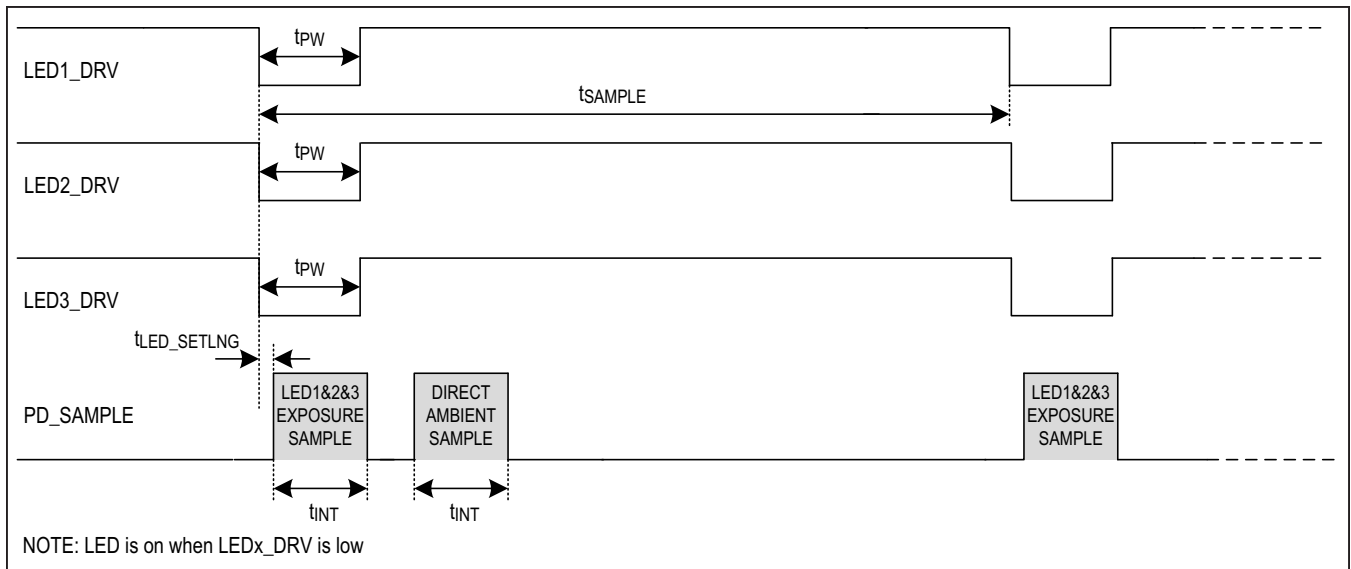 tPW
LED1_DRV
tSAMPLE
tPW
LED2_DRV
tPW
LED3_DRV
tLED_SETLNG
PD_SAMPLE
LED1&2&3
EXPOSURE
SAMPLE
DIRECT
AMBIENT
SAMPLE
LED1&2&3
EXPOSURE
SAMPLE
tINT
tINT
NOTE: LED is on when LEDx_DRV is low